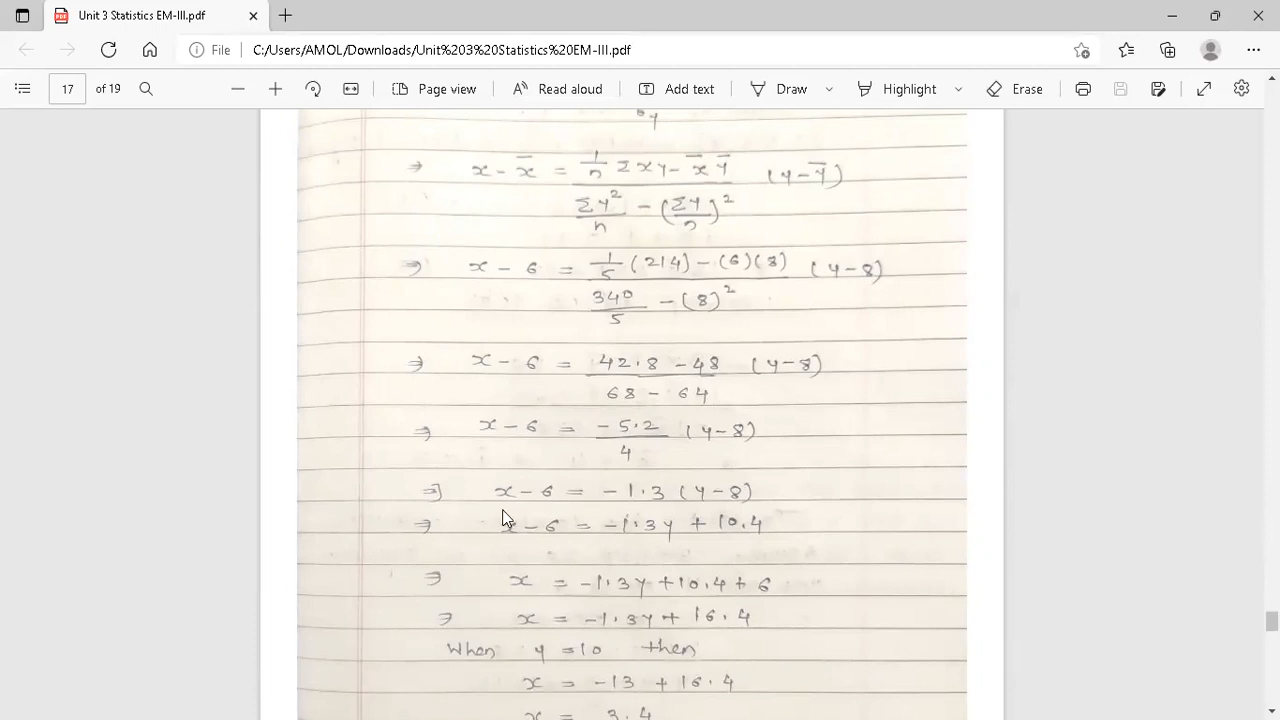 Unit 3 Statistics EM-III.pdf
File C:/Users/AMOL/Downloads/Unit%203%20Statistics%20EM-III.pdf
17 of 19 Page view Read aloud Add text Draw Highlight Erase
⇒ x - x̄ = (1/n Σxy - x̄ ȳ) / (Σy²/n - (Σy/n)²) (y - ȳ)
⇒ x - 6 = (1/5 (214) - (6)(8)) / (340/5 - (8)²) (y - 8)
⇒ x - 6 = (42.8 - 48) / (68 - 64) (y - 8)
⇒ x - 6 = -5.2/4 (y - 8)
⇒ x - 6 = -1.3 (y - 8)
⇒ x - 6 = -1.3y + 10.4
⇒ x = -1.3y + 10.4 + 6
⇒ x = -1.3y + 16.4
When y = 10 then
x = -13 + 16.4
x = 3.4